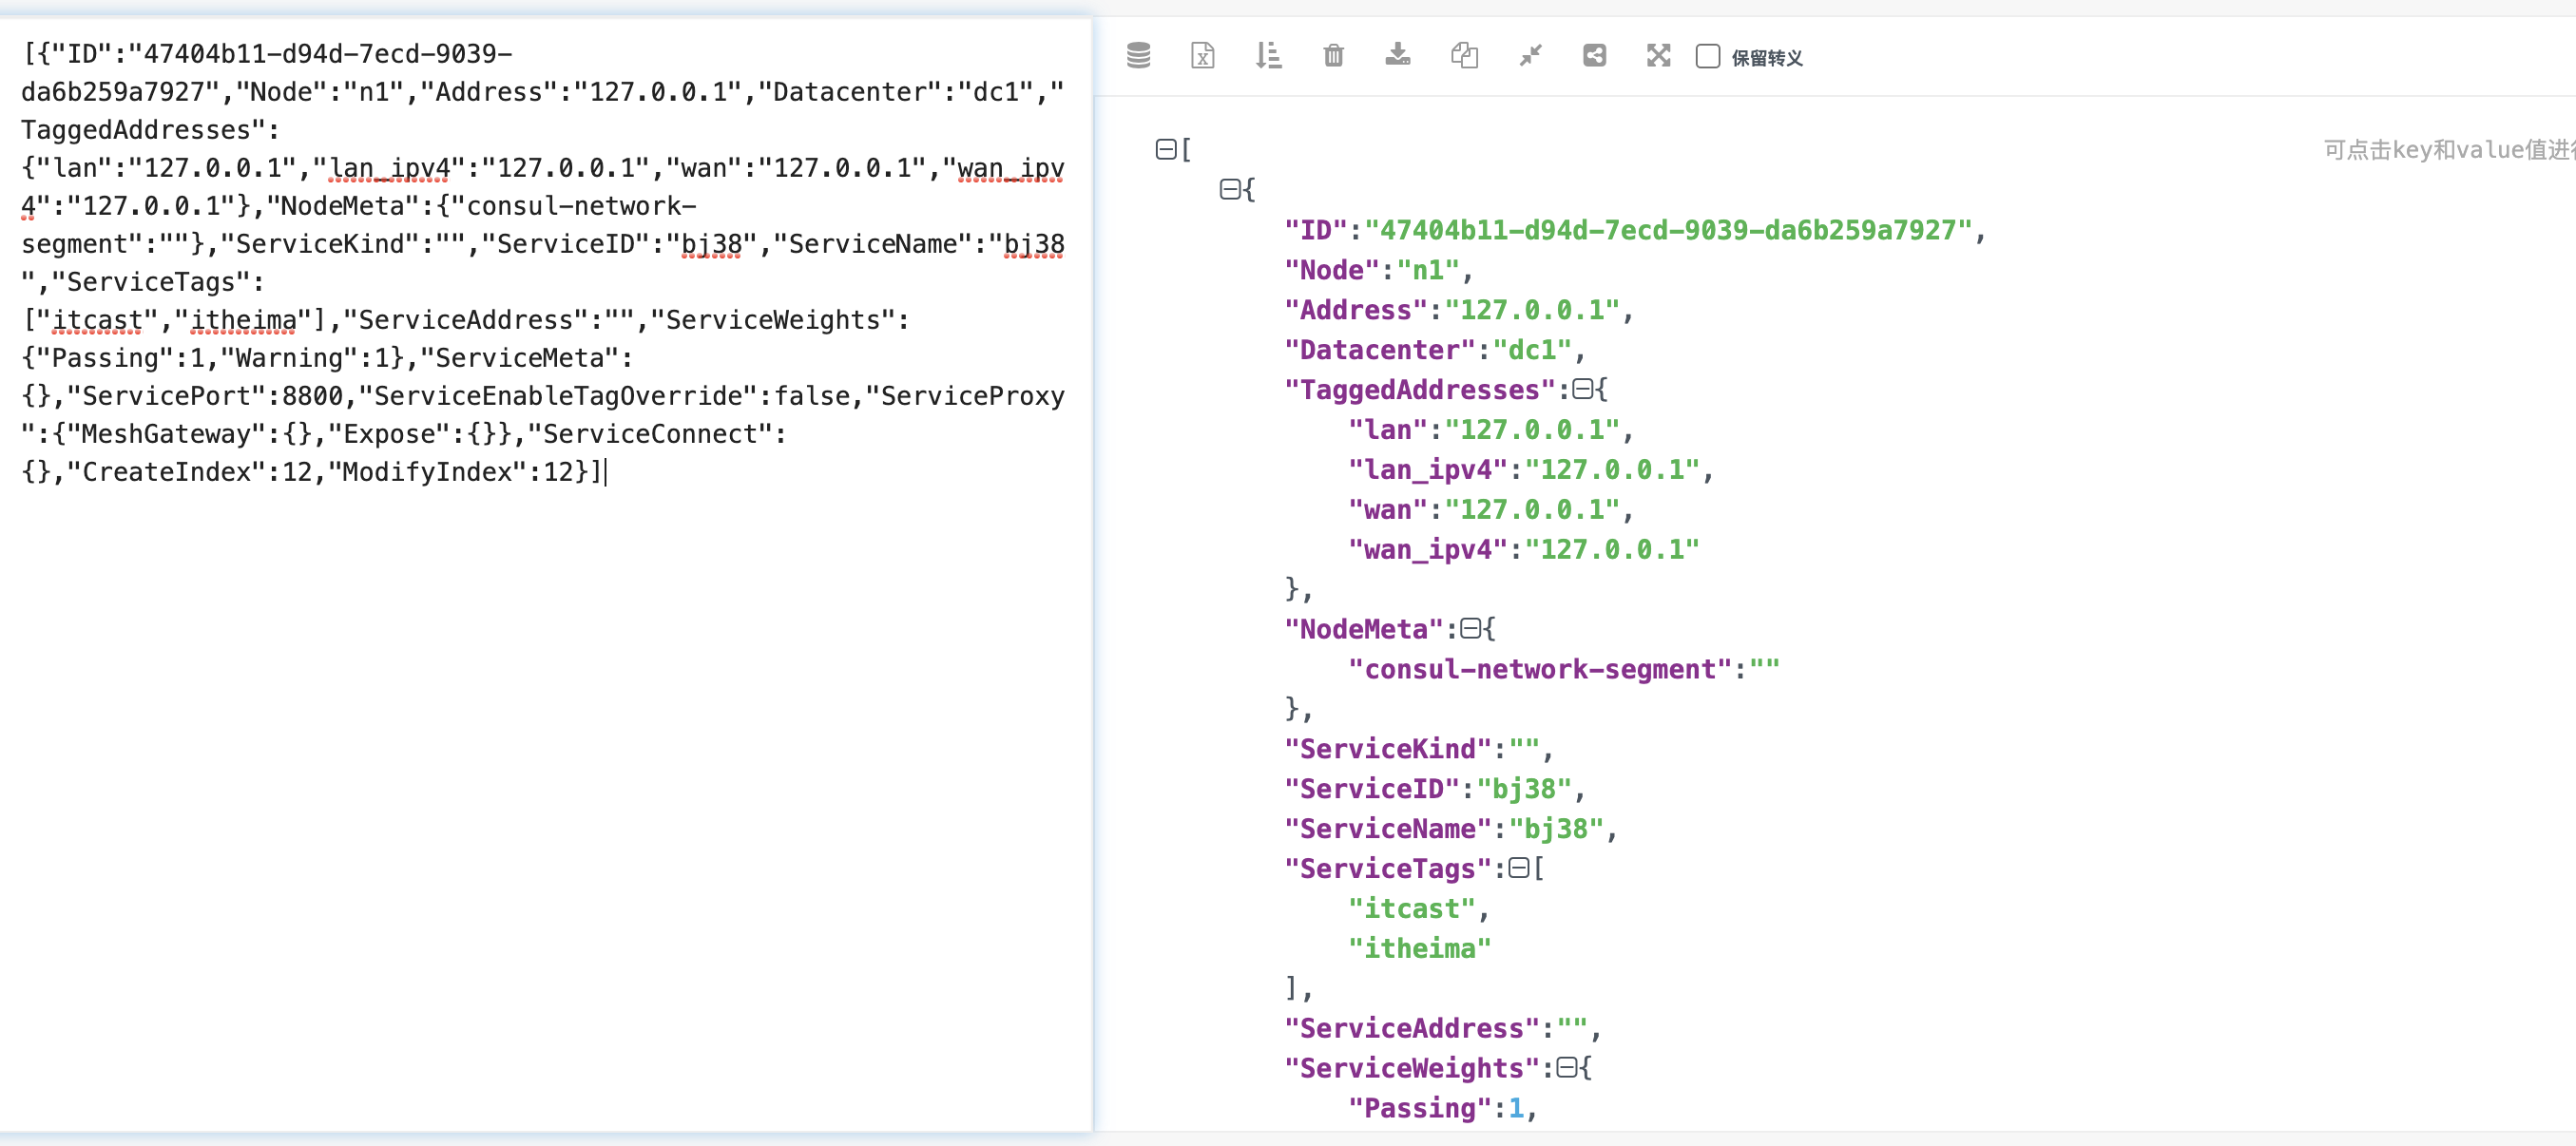 [{"ID":"47404b11-d94d-7ecd-9039-
da6b259a7927","Node":"n1","Address":"127.0.0.1","Datacenter":"dc1","
TaggedAddresses":
{"lan":"127.0.0.1","lan_ipv4":"127.0.0.1","wan":"127.0.0.1","wan_ipv
4":"127.0.0.1"},"NodeMeta":{"consul-network-
segment":""},"ServiceKind":"","ServiceID":"bj38","ServiceName":"bj38
","ServiceTags":
["itcast","itheima"],"ServiceAddress":"","ServiceWeights":
{"Passing":1,"Warning":1},"ServiceMeta":
{},"ServicePort":8800,"ServiceEnableTagOverride":false,"ServiceProxy
":{"MeshGateway":{},"Expose":{}},"ServiceConnect":
{},"CreateIndex":12,"ModifyIndex":12}]
保留转义
可点击key和value值进
[
{
"ID":"47404b11-d94d-7ecd-9039-da6b259a7927",
"Node":"n1",
"Address":"127.0.0.1",
"Datacenter":"dc1",
"TaggedAddresses":{
"lan":"127.0.0.1",
"lan_ipv4":"127.0.0.1",
"wan":"127.0.0.1",
"wan_ipv4":"127.0.0.1"
},
"NodeMeta":{
"consul-network-segment":""
},
"ServiceKind":"",
"ServiceID":"bj38",
"ServiceName":"bj38",
"ServiceTags":[
"itcast",
"itheima"
],
"ServiceAddress":"",
"ServiceWeights":{
"Passing":1,